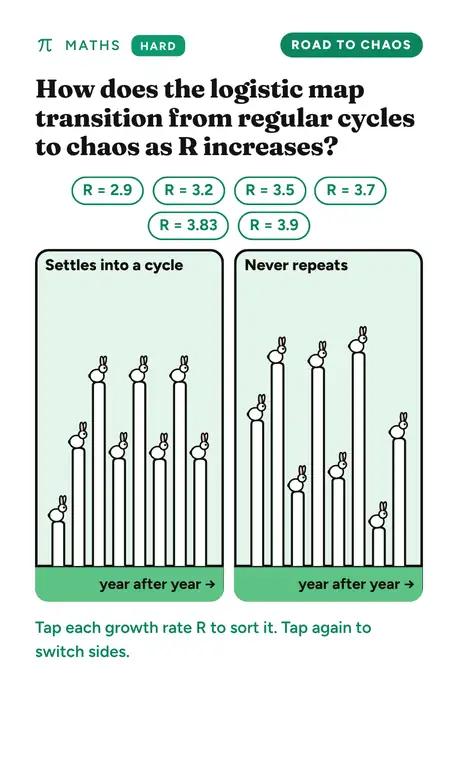 π MATHS HARD ROAD TO CHAOS
How does the logistic map
transition from regular cycles
to chaos as R increases?
R = 2.9 R = 3.2 R = 3.5 R = 3.7
R = 3.83 R = 3.9
Settles into a cycle
Never repeats
year after year →
year after year →
Tap each growth rate R to sort it. Tap again to
switch sides.